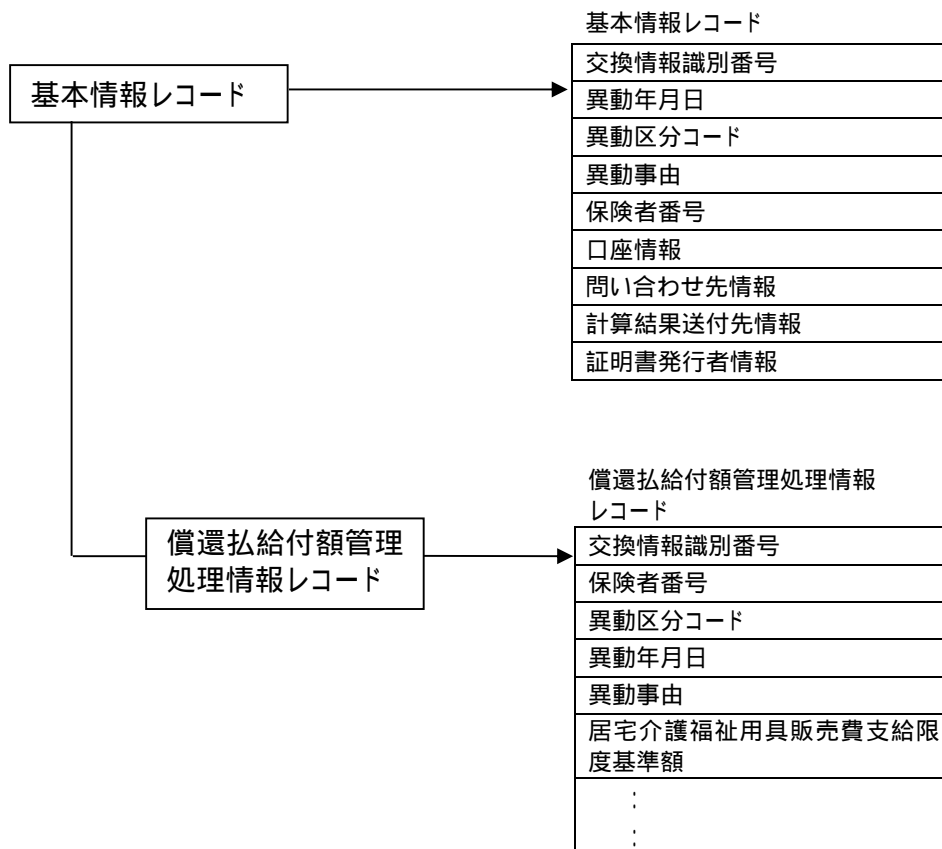 基本情報レコード
基本情報レコード
交換情報識別番号
異動年月日
異動区分コード
異動事由
保険者番号
口座情報
問い合わせ先情報
計算結果送付先情報
証明書発行者情報
償還払給付額管理
処理情報レコード
償還払給付額管理処理情報
レコード
交換情報識別番号
保険者番号
異動区分コード
異動年月日
異動事由
居宅介護福祉用具販売費支給限
度基準額
:
: